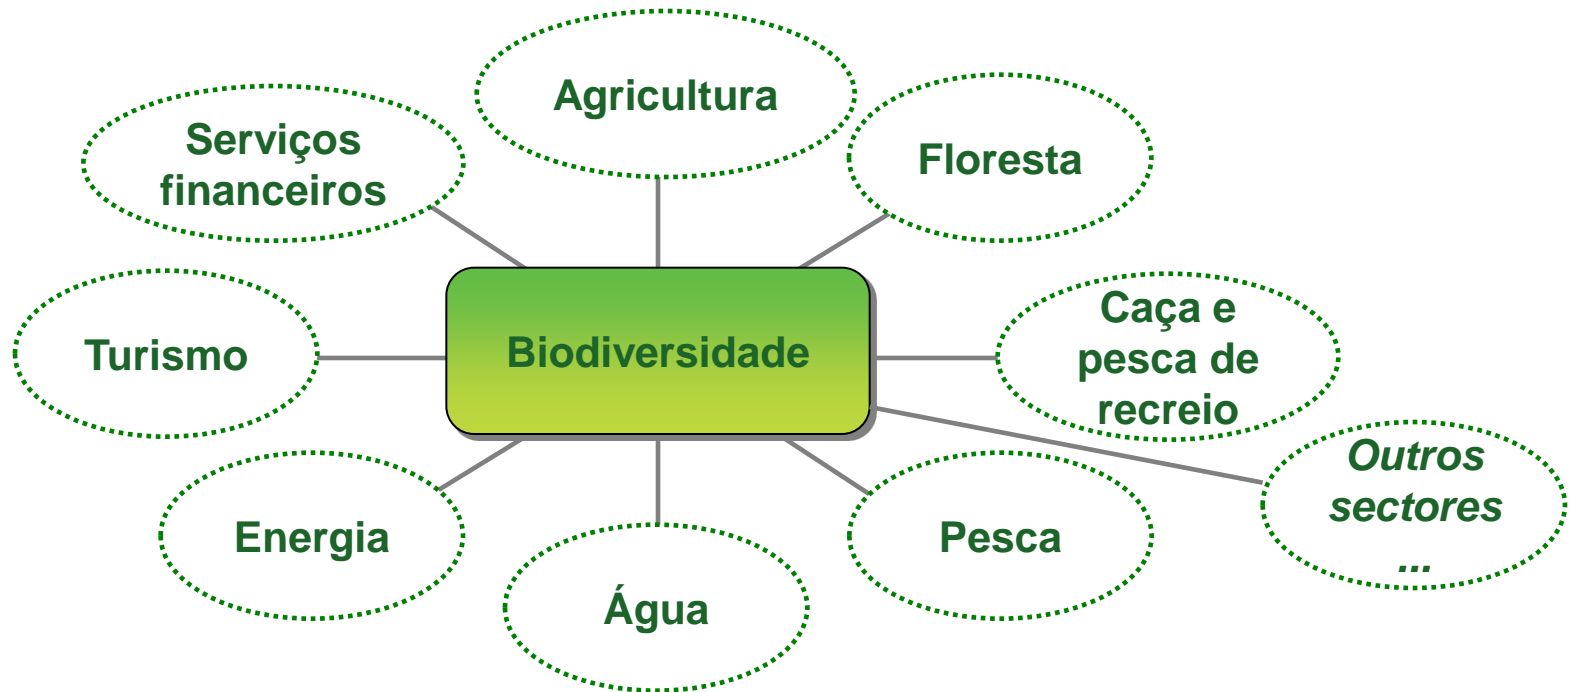 Agricultura
Serviços
financeiros
Floresta
Turismo
Biodiversidade
Caça e
pesca de
recreio
Outros
sectores
...
Energia
Água
Pesca